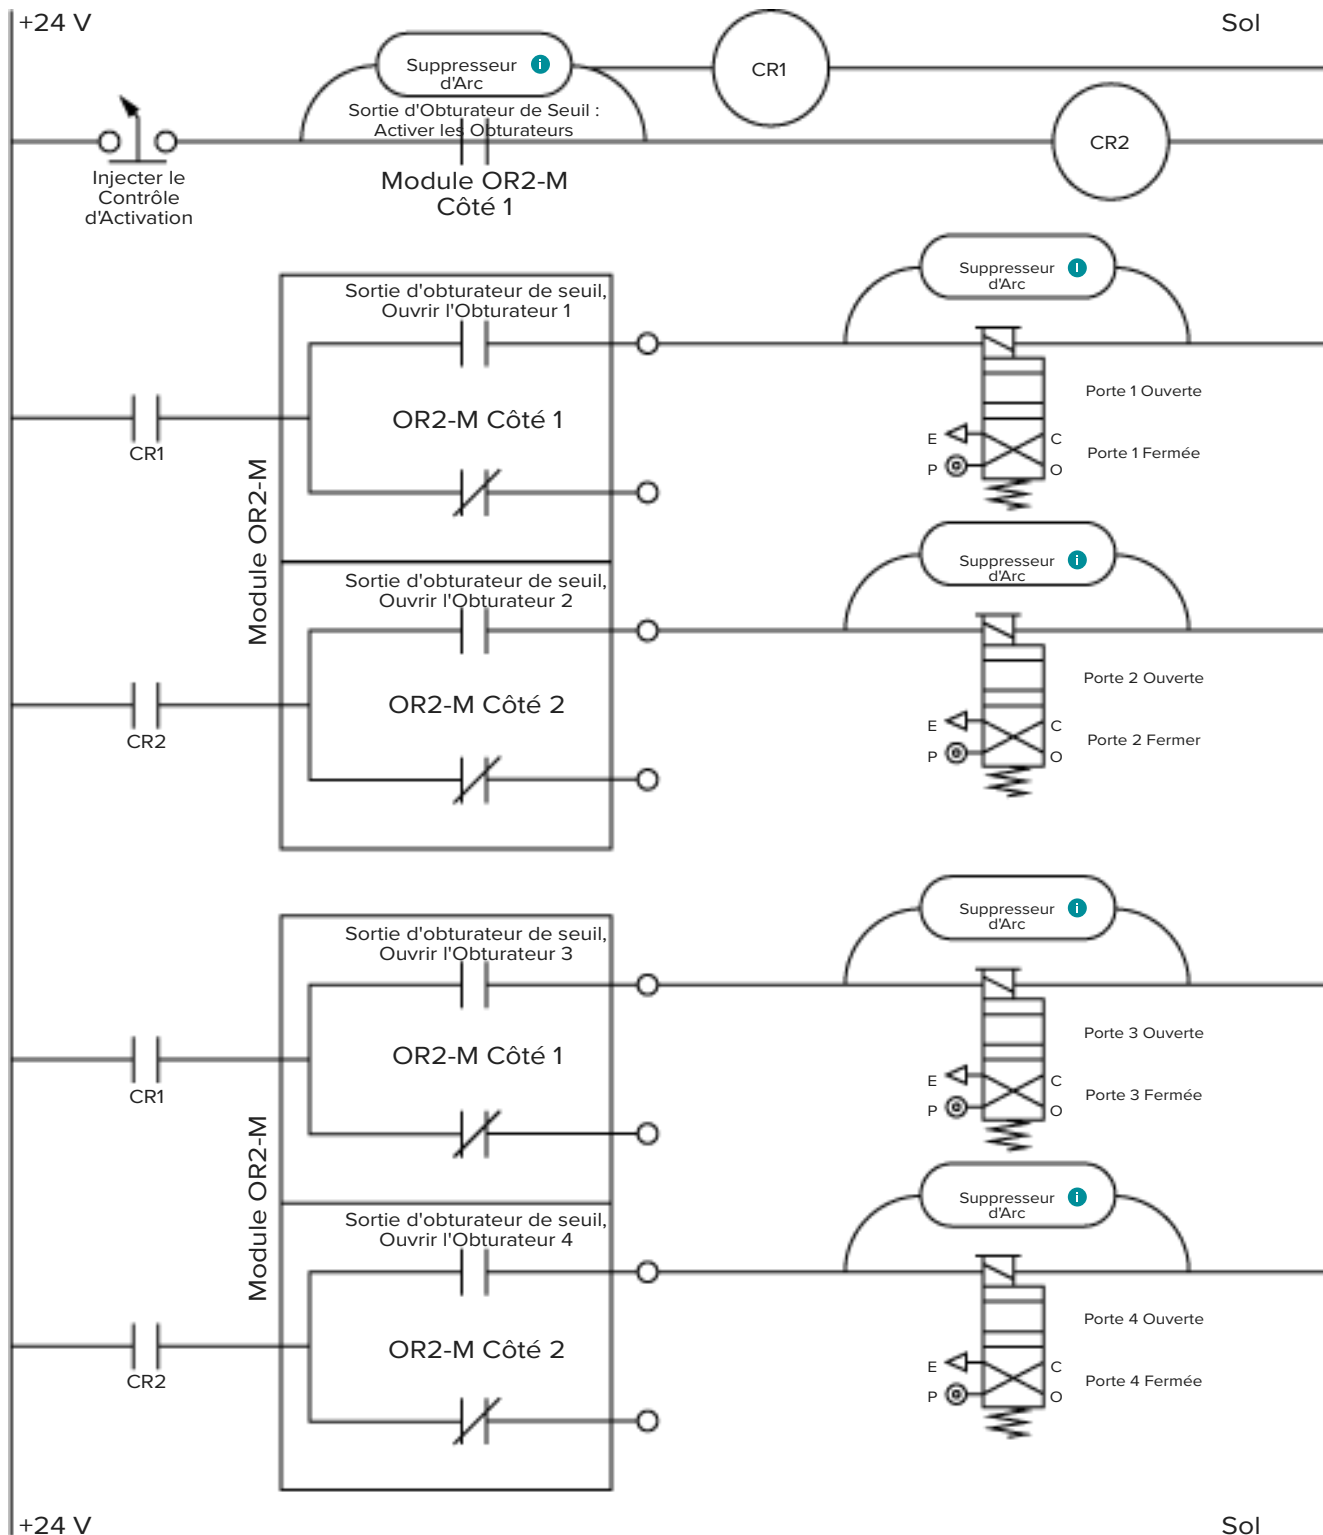 +24 V
Sol
Suppresseur i
d'Arc
CR1
Sortie d'Obturateur de Seuil :
Activer les Obturateurs
CR2
Injecter le
Contrôle
d'Activation
Module OR2-M
Côté 1
Suppresseur i
d'Arc
Sortie d'obturateur de seuil,
Ouvrir l'Obturateur 1
Porte 1 Ouverte
OR2-M Côté 1
CR1
E
C
Porte 1 Fermée
P
O
Module OR2-M
Suppresseur i
d'Arc
Sortie d'obturateur de seuil,
Ouvrir l'Obturateur 2
Porte 2 Ouverte
OR2-M Côté 2
CR2
E
C
Porte 2 Fermer
P
O
Suppresseur i
d'Arc
Sortie d'obturateur de seuil,
Ouvrir l'Obturateur 3
Porte 3 Ouverte
OR2-M Côté 1
CR1
E
C
Porte 3 Fermée
P
O
Module OR2-M
Suppresseur i
d'Arc
Sortie d'obturateur de seuil,
Ouvrir l'Obturateur 4
Porte 4 Ouverte
OR2-M Côté 2
CR2
E
C
Porte 4 Fermée
P
O
+24 V
Sol